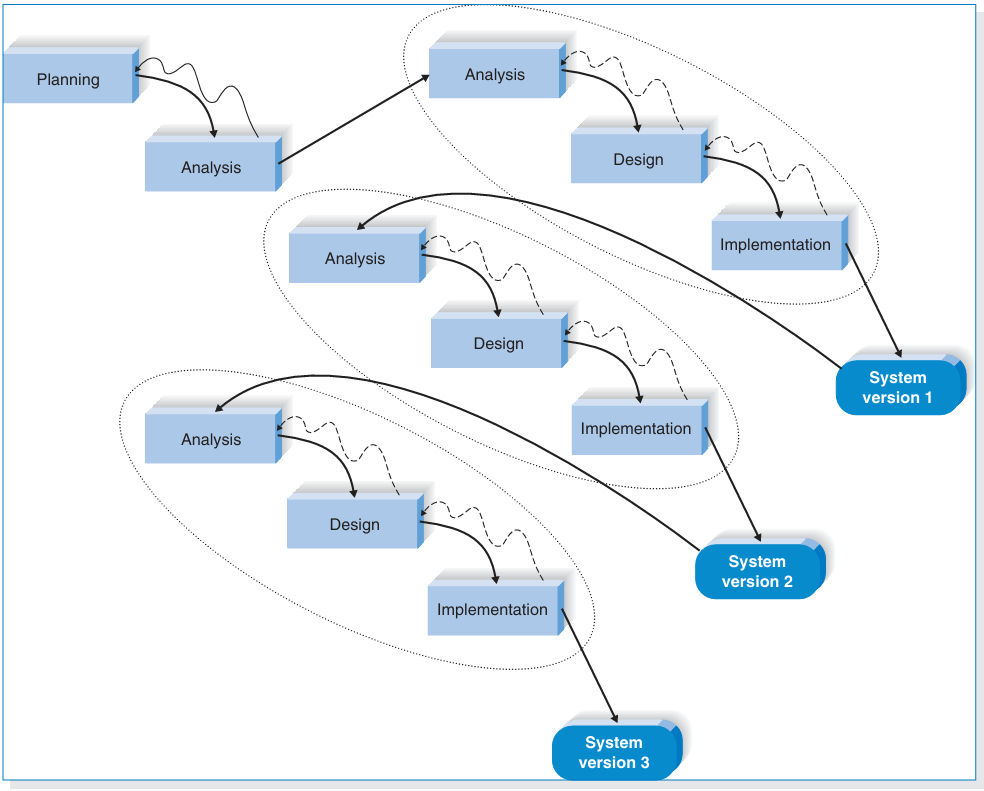 Planning
Analysis
Analysis
Design
Implementation
System
version 1
Analysis
Design
Implementation
System
version 2
Analysis
Design
Implementation
System
version 3